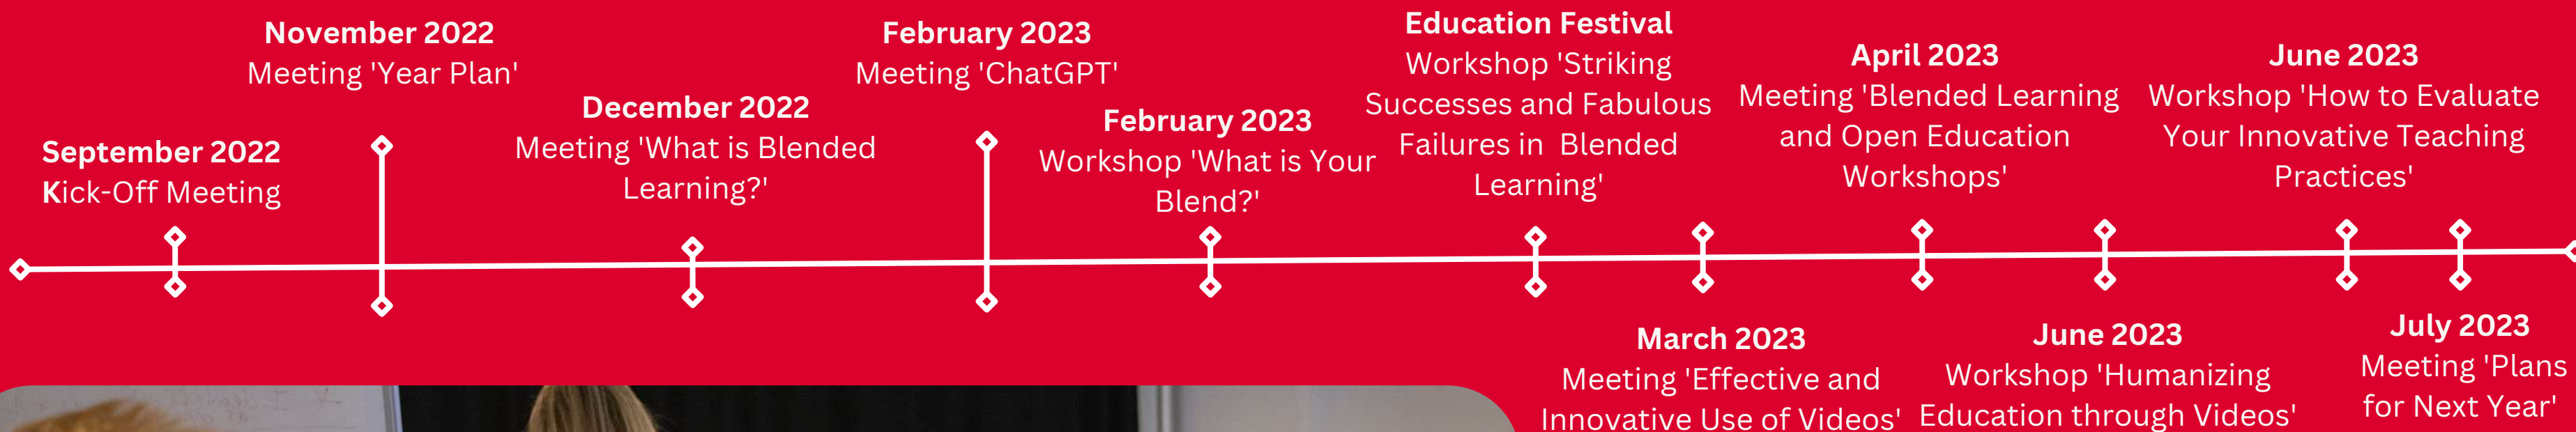 September 2022
Kick-Off Meeting
November 2022
Meeting 'Year Plan'
December 2022
Meeting 'What is Blended
Learning?'
February 2023
Meeting 'ChatGPT'
February 2023
Workshop 'What is Your
Blend?'
Education Festival
Workshop 'Striking
Successes and Fabulous
Failures in  Blended
Learning'
March 2023
Meeting 'Effective and
Innovative Use of Videos'
April 2023
Meeting 'Blended Learning
and Open Education
Workshops'
June 2023
Workshop 'Humanizing
Education through Videos'
June 2023
Workshop 'How to Evaluate
Your Innovative Teaching
Practices'
July 2023
Meeting 'Plans
for Next Year'